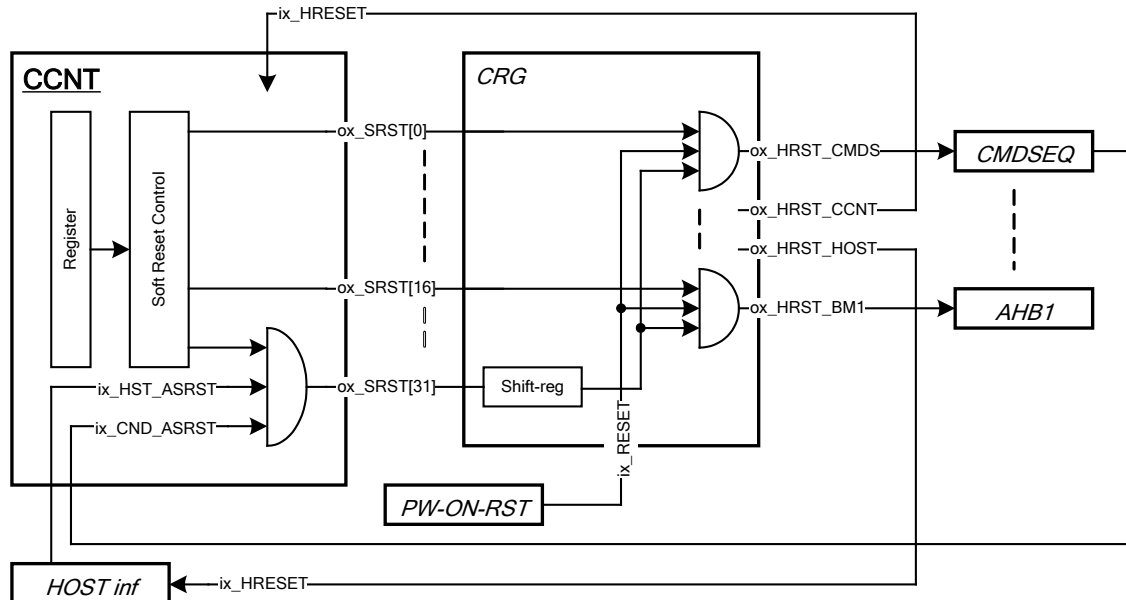 ix_HRESET
CCNT
CRG
Register
Soft Reset Control
ox_SRST[0]
ox_HRST_CMDS
CMDSEQ
ox_HRST_CCNT
ox_HRST_HOST
ox_SRST[16]
ox_HRST_BM1
AHB1
ix_HST_ASRST
ox_SRST[31]
Shift-reg
ix_CND_ASRST
ix_RESET
PW-ON-RST
HOST inf
ix_HRESET